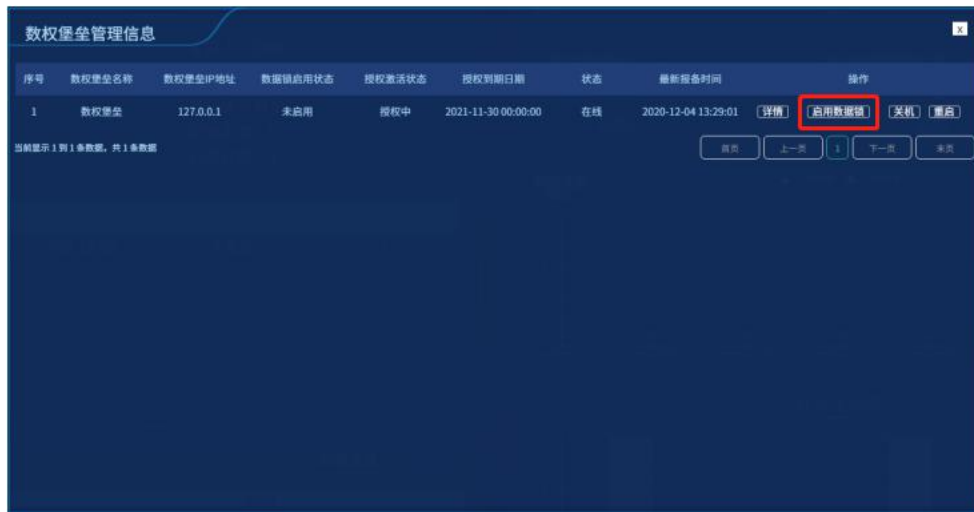 数权堡垒管理信息
X
序号 数权堡垒名称 数权堡垒IP地址 数据锁启用状态 授权激活状态 授权到期日期 状态 最新报备时间 操作
1 数权堡垒 127.0.0.1 未启用 授权中 2021-11-30 00:00:00 在线 2020-12-04 13:29:01 详情 启用数据锁 关机 重启
当前显示 1 到 1 条数据，共 1 条数据 首页 上一页 1 下一页 末页